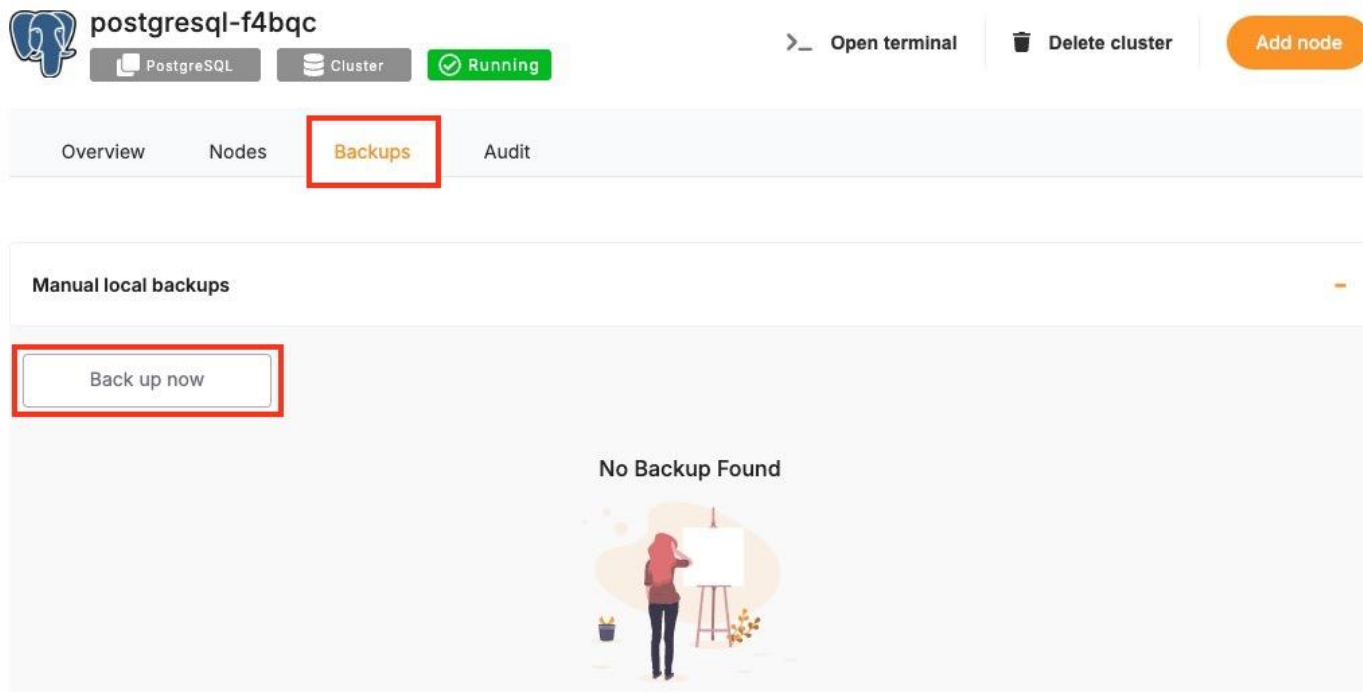 postgresql-f4bqc
PostgreSQL Cluster Running
>_ Open terminal Delete cluster Add node
Overview Nodes Backups Audit
Manual local backups
Back up now
No Backup Found